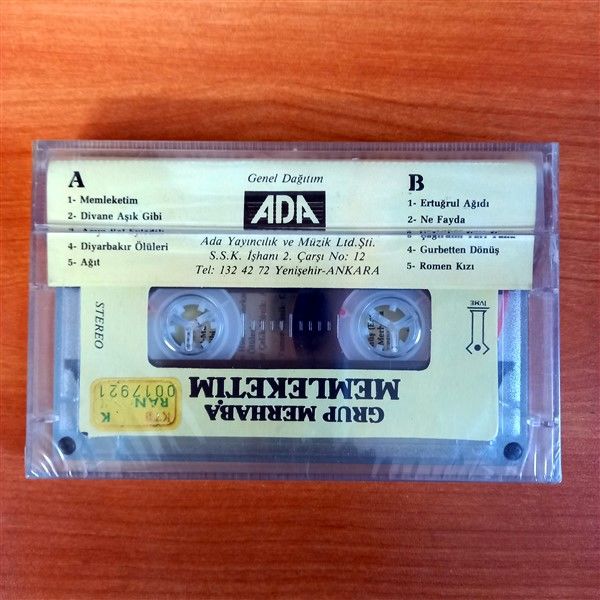 A
1- Memleketim
2- Divane Aşık Gibi
4- Diyarbakır Ölüleri
5- Ağıt
Genel Dağıtım
ADA
Ada Yayıncılık ve Müzik Ltd.Şti.
S.S.K. İşhanı 2. Çarşı No: 12
Tel: 132 42 72 Yenişehir-ANKARA
B
1- Ertuğrul Ağıdı
2- Ne Fayda
4- Gurbetten Dönüş
5- Romen Kızı
STEREO
GRUP MERHABA
MEMLEKETİM
K
RAN
0017921